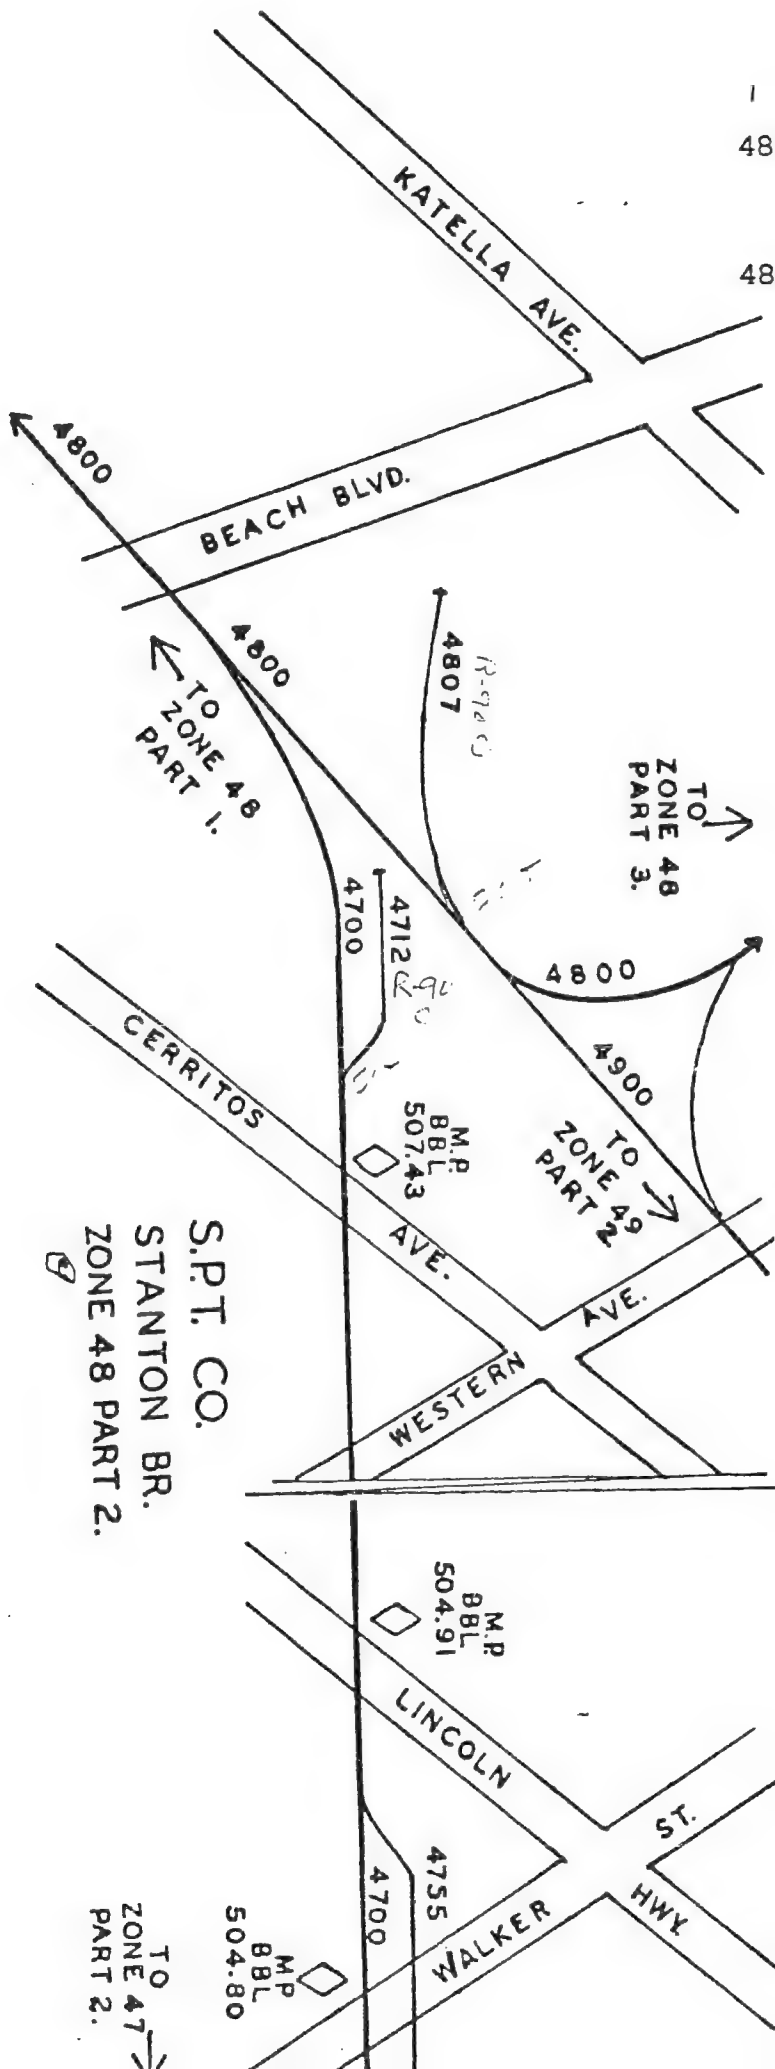 48
48
KATELLA AVE.
BEACH BLVD.
4800
4800
TO
ZONE 48
PART 1.
4807
TO
ZONE 48
PART 3.
4800
4900
TO
ZONE 49
PART 2
4700
4712
CERRITOS AVE.
M.P.
BBL
507.43
WESTERN AVE.
S.P.T. CO.
STANTON BR.
ZONE 48 PART 2.
M.P.
BBL
504.91
LINCOLN HWY.
WALKER ST.
4755
4700
M.P
BBL
504.80
TO
ZONE 47
PART 2.